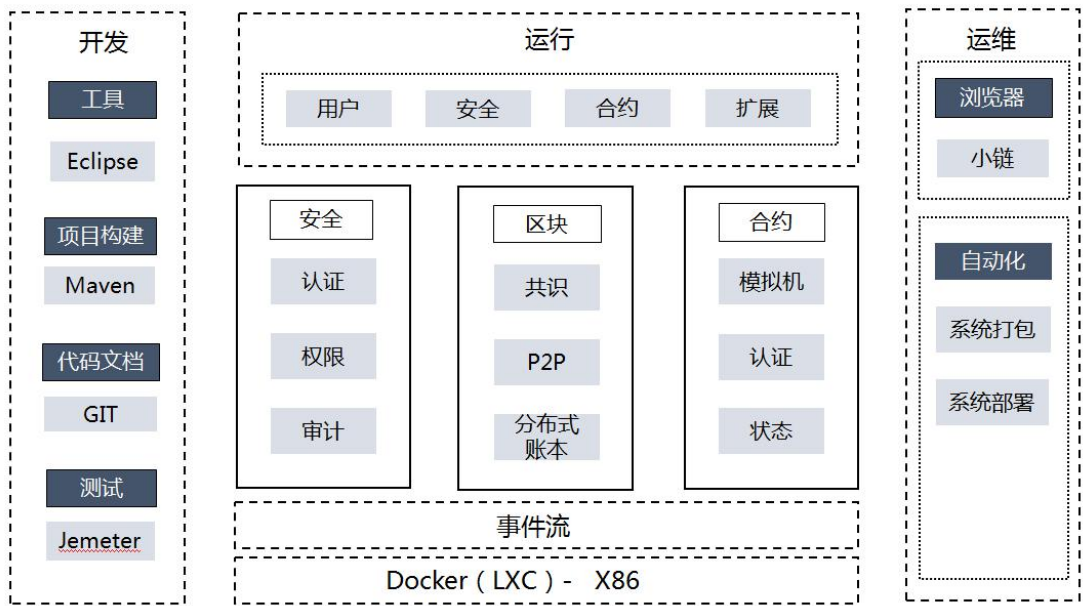 开发
工具
Eclipse
项目构建
Maven
代码文档
GIT
测试
Jemeter
运行
用户
安全
合约
扩展
安全
认证
权限
审计
区块
共识
P2P
分布式
账本
合约
模拟机
认证
状态
事件流
Docker（LXC）- X86
运维
浏览器
小链
自动化
系统打包
系统部署